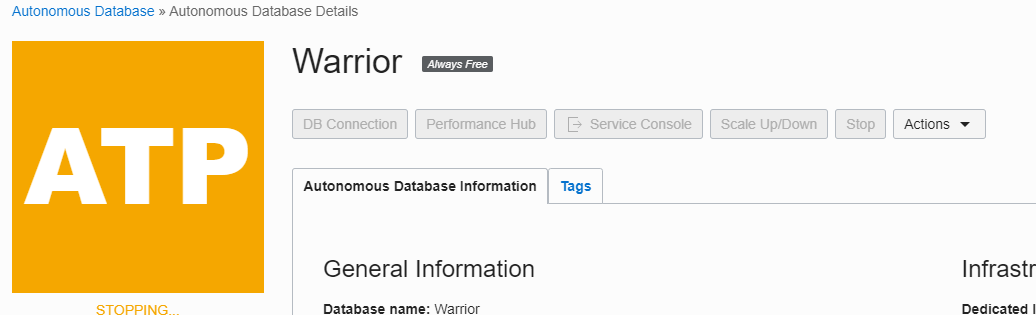 Autonomous Database » Autonomous Database Details
ATP
Warrior Always Free
DB Connection Performance Hub Service Console Scale Up/Down Stop Actions
Autonomous Database Information Tags
General Information Infrastr
Database name: Warrior Dedicated I
STOPPING...